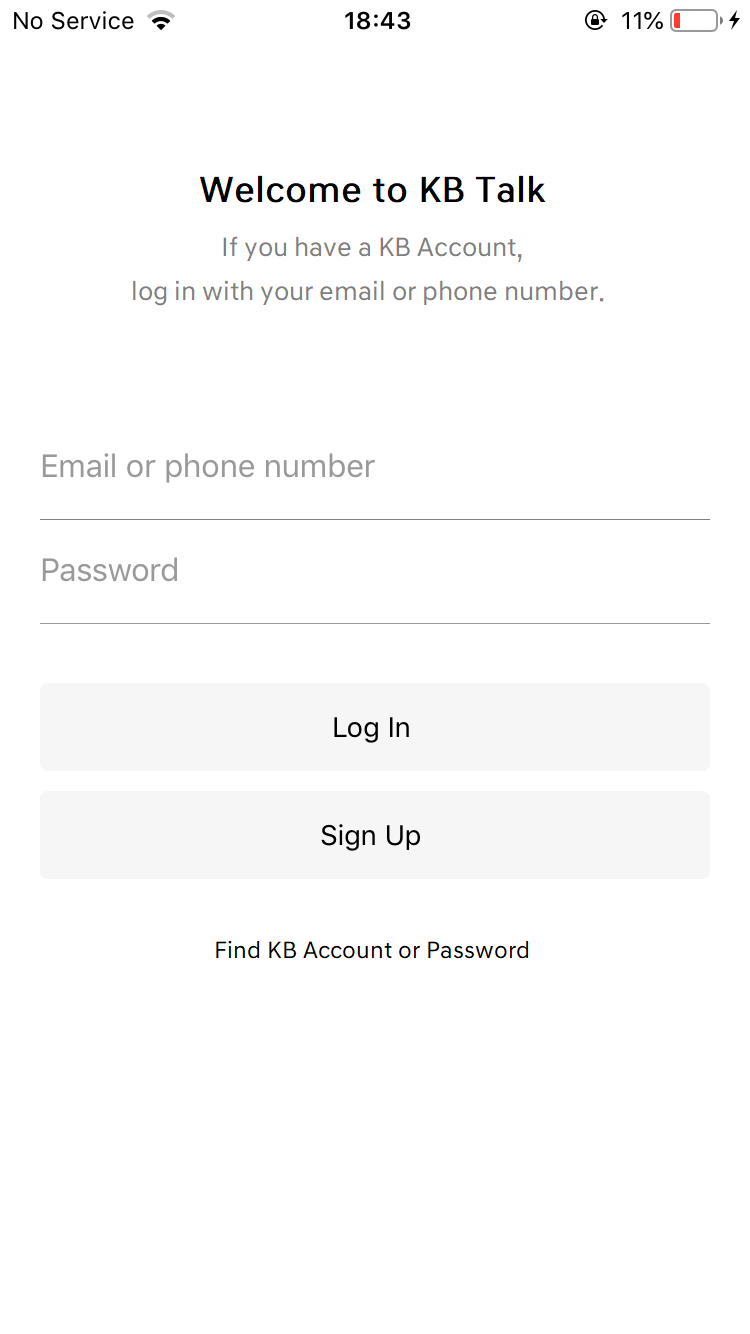 No Service 18:43 11%
Welcome to KB Talk
If you have a KB Account,
log in with your email or phone number.
Email or phone number
Password
Log In
Sign Up
Find KB Account or Password